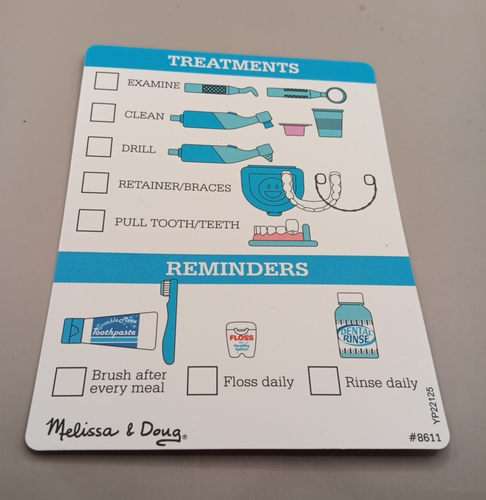 TREATMENTS
EXAMINE
CLEAN
DRILL
RETAINER/BRACES
PULL TOOTH/TEETH
REMINDERS
Toothpaste
FLOSS
DENTAL
RINSE
Brush after
every meal
Floss daily
Rinse daily
YP22125
Melissa & Doug®
#8611